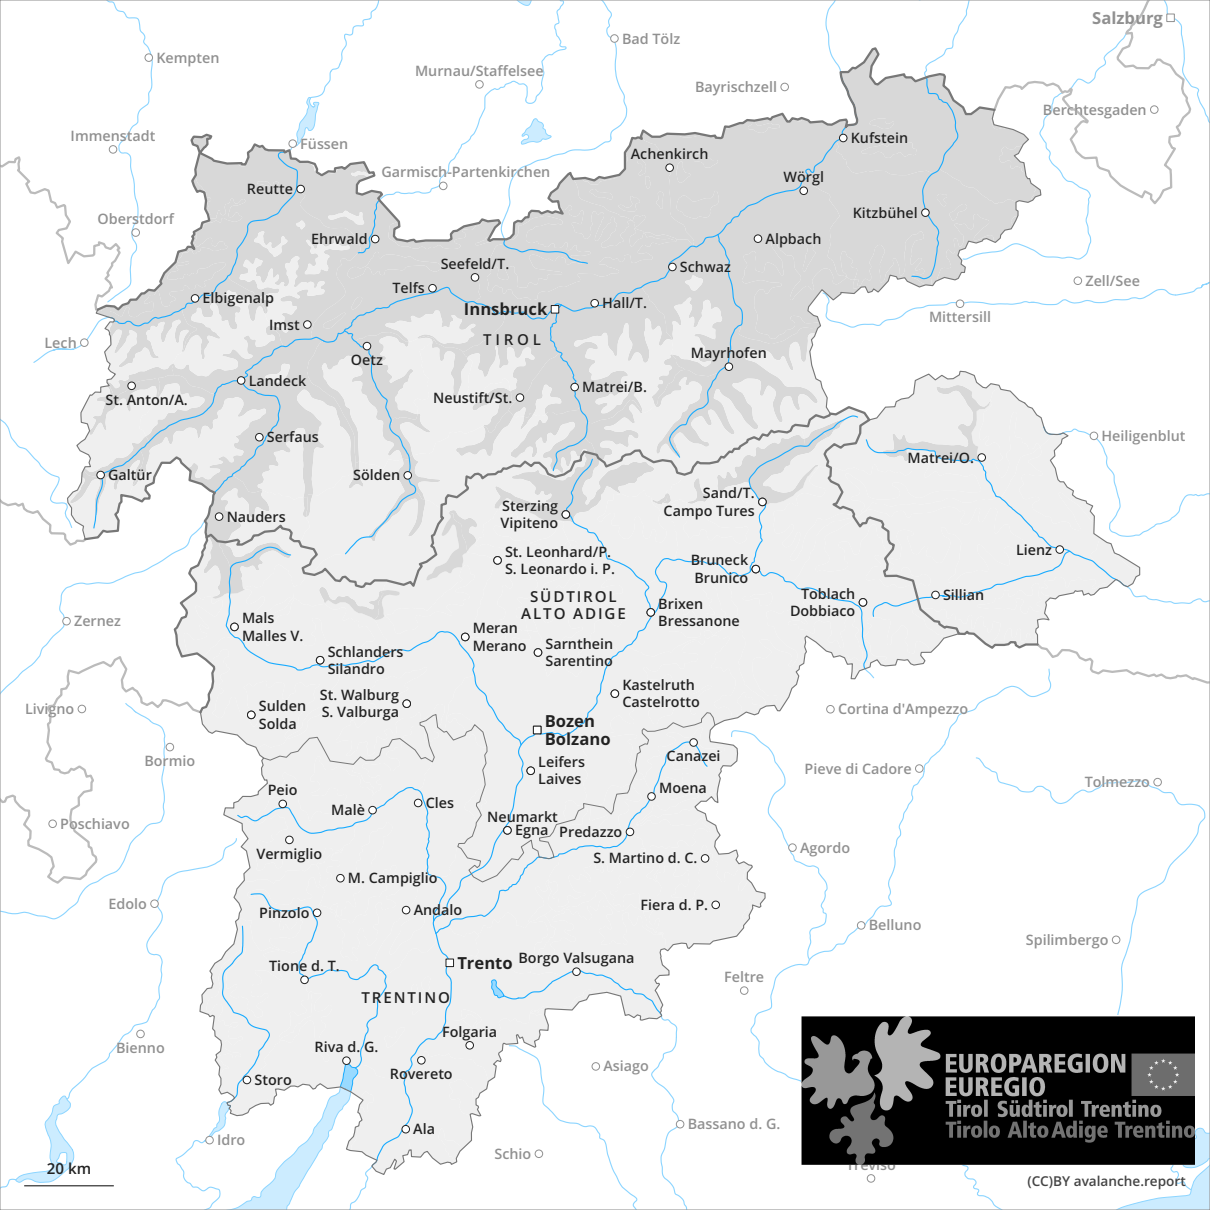 Salzburg
Bad Tölz
Kempten
Murnau/Staffelsee
Bayrischzell
Berchtesgaden
Immenstadt
Füssen
Kufstein
Achenkirch
Garmisch-Partenkirchen
Wörgl
Reutte
Oberstdorf
Kitzbühel
Ehrwald
Alpbach
Seefeld/T.
Schwaz
Zell/See
Telfs
Elbigenalp
Hall/T.
Innsbruck
Mittersill
Imst
TIROL
Lech
Mayrhofen
Oetz
Landeck
Matrei/B.
St. Anton/A.
Neustift/St.
Serfaus
Heiligenblut
Matrei/O.
Galtür
Sölden
Sand/T.
Campo Tures
Sterzing
Vipiteno
Nauders
St. Leonhard/P.
S. Leonardo i. P.
Lienz
Bruneck
Brunico
SÜDTIROL
ALTO ADIGE
Toblach
Dobbiaco
Sillian
Brixen
Bressanone
Zernez
Mals
Malles V.
Meran
Merano
Sarnthein
Sarentino
Schlanders
Silandro
Kastelruth
Castelrotto
St. Walburg
S. Valburga
Sulden
Solda
Livigno
Cortina d'Ampezzo
Bozen
Bolzano
Bormio
Canazei
Leifers
Laives
Pieve di Cadore
Tolmezzo
Peio
Moena
Malè
Cles
Neumarkt
Egna
Predazzo
Poschiavo
Vermiglio
Agordo
S. Martino d. C.
M. Campiglio
Edolo
Pinzolo
Andalo
Fiera d. P.
Belluno
Spilimbergo
Trento
Borgo Valsugana
Tione d. T.
Feltre
TRENTINO
Folgaria
Bienno
Riva d. G.
Asiago
Rovereto
Storo
EUROPAREGION
EUREGIO
Tirol Südtirol Trentino
Tirolo Alto Adige Trentino
Bassano d. G.
Ala
Idro
Schio
Treviso
20 km
(CC)BY avalanche.report